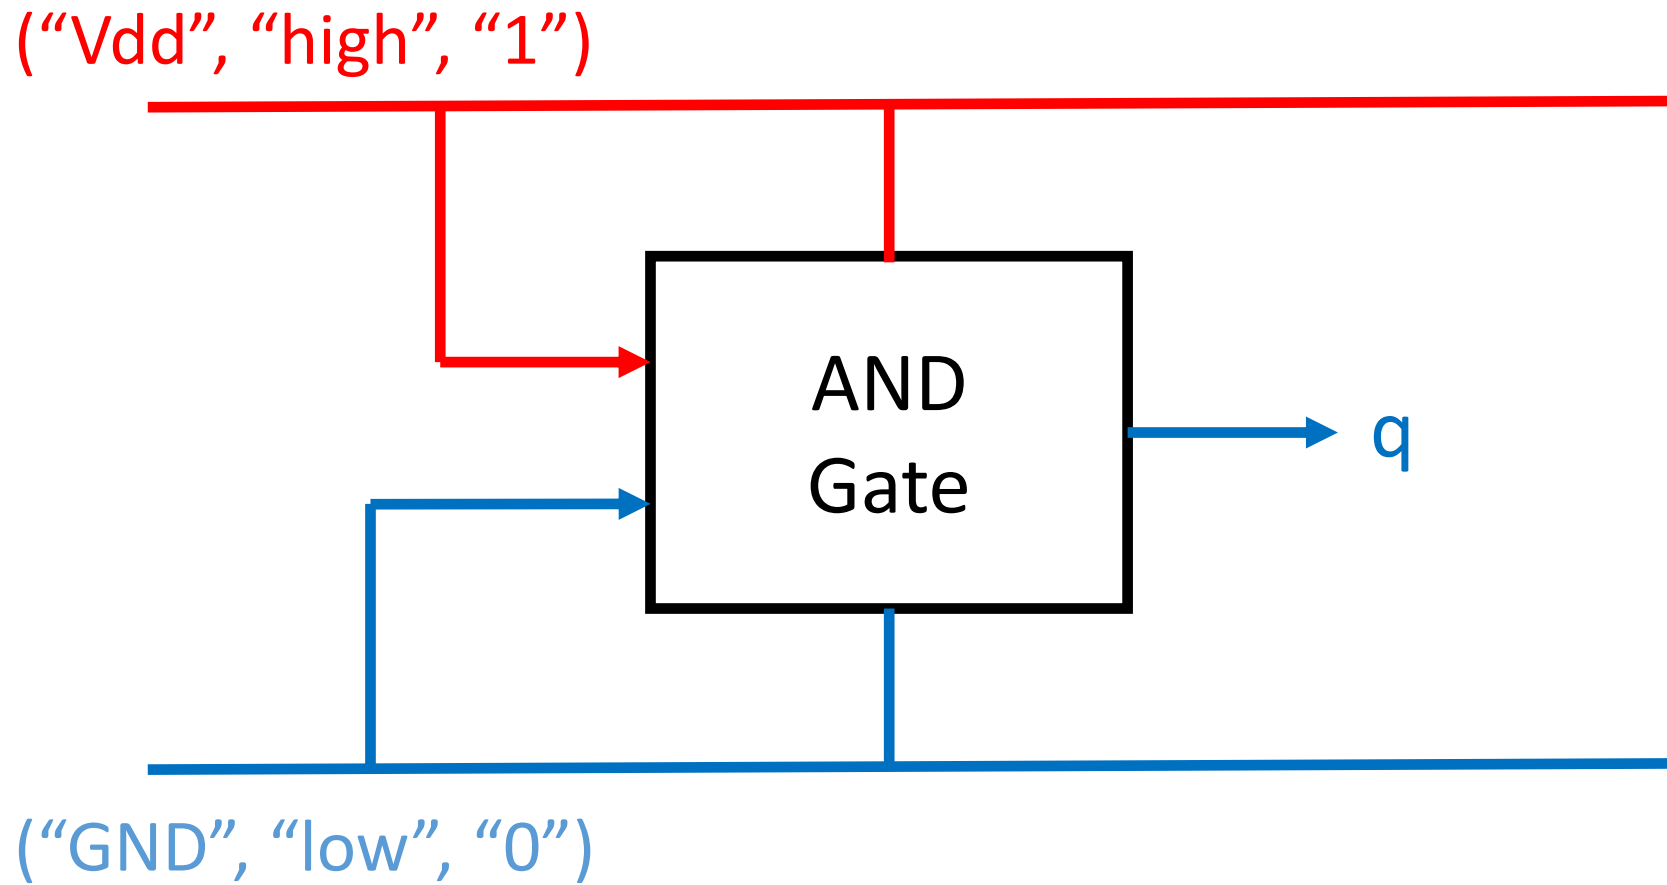 (“Vdd”, “high”, “1”)
AND
Gate
q
(“GND”, “low”, “0”)